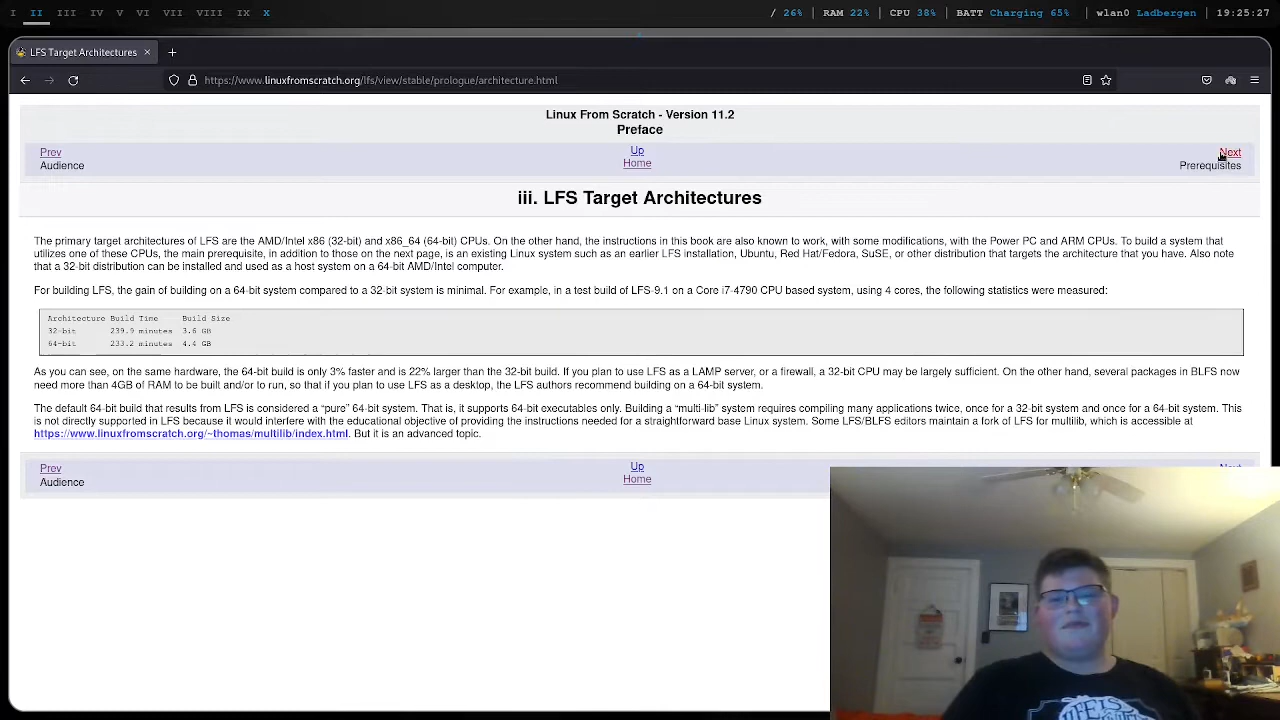 I II III IV V VI VII VIII IX X / 26% | RAM 22% | CPU 38% | BATT Charging 65% | wlan0 Ladbergen | 19:25:27
LFS Target Architectures
https://www.linuxfromscratch.org/lfs/view/stable/prologue/architecture.html
Linux From Scratch - Version 11.2
Preface
Prev Up Next
Audience Home Prerequisites
iii. LFS Target Architectures
The primary target architectures of LFS are the AMD/Intel x86 (32-bit) and x86_64 (64-bit) CPUs. On the other hand, the instructions in this book are also known to work, with some modifications, with the Power PC and ARM CPUs. To build a system that
utilizes one of these CPUs, the main prerequisite, in addition to those on the next page, is an existing Linux system such as an earlier LFS installation, Ubuntu, Red Hat/Fedora, SuSE, or other distribution that targets the architecture that you have. Also note
that a 32-bit distribution can be installed and used as a host system on a 64-bit AMD/Intel computer.
For building LFS, the gain of building on a 64-bit system compared to a 32-bit system is minimal. For example, in a test build of LFS-9.1 on a Core i7-4790 CPU based system, using 4 cores, the following statistics were measured:
Architecture Build Time Build Size
32-bit 239.9 minutes 3.6 GB
64-bit 233.2 minutes 4.4 GB
As you can see, on the same hardware, the 64-bit build is only 3% faster and is 22% larger than the 32-bit build. If you plan to use LFS as a LAMP server, or a firewall, a 32-bit CPU may be largely sufficient. On the other hand, several packages in BLFS now
need more than 4GB of RAM to be built and/or to run, so that if you plan to use LFS as a desktop, the LFS authors recommend building on a 64-bit system.
The default 64-bit build that results from LFS is considered a “pure” 64-bit system. That is, it supports 64-bit executables only. Building a “multi-lib” system requires compiling many applications twice, once for a 32-bit system and once for a 64-bit system. This
is not directly supported in LFS because it would interfere with the educational objective of providing the instructions needed for a straightforward base Linux system. Some LFS/BLFS editors maintain a fork of LFS for multilib, which is accessible at
https://www.linuxfromscratch.org/~thomas/multilib/index.html. But it is an advanced topic.
Prev Up Next
Audience Home